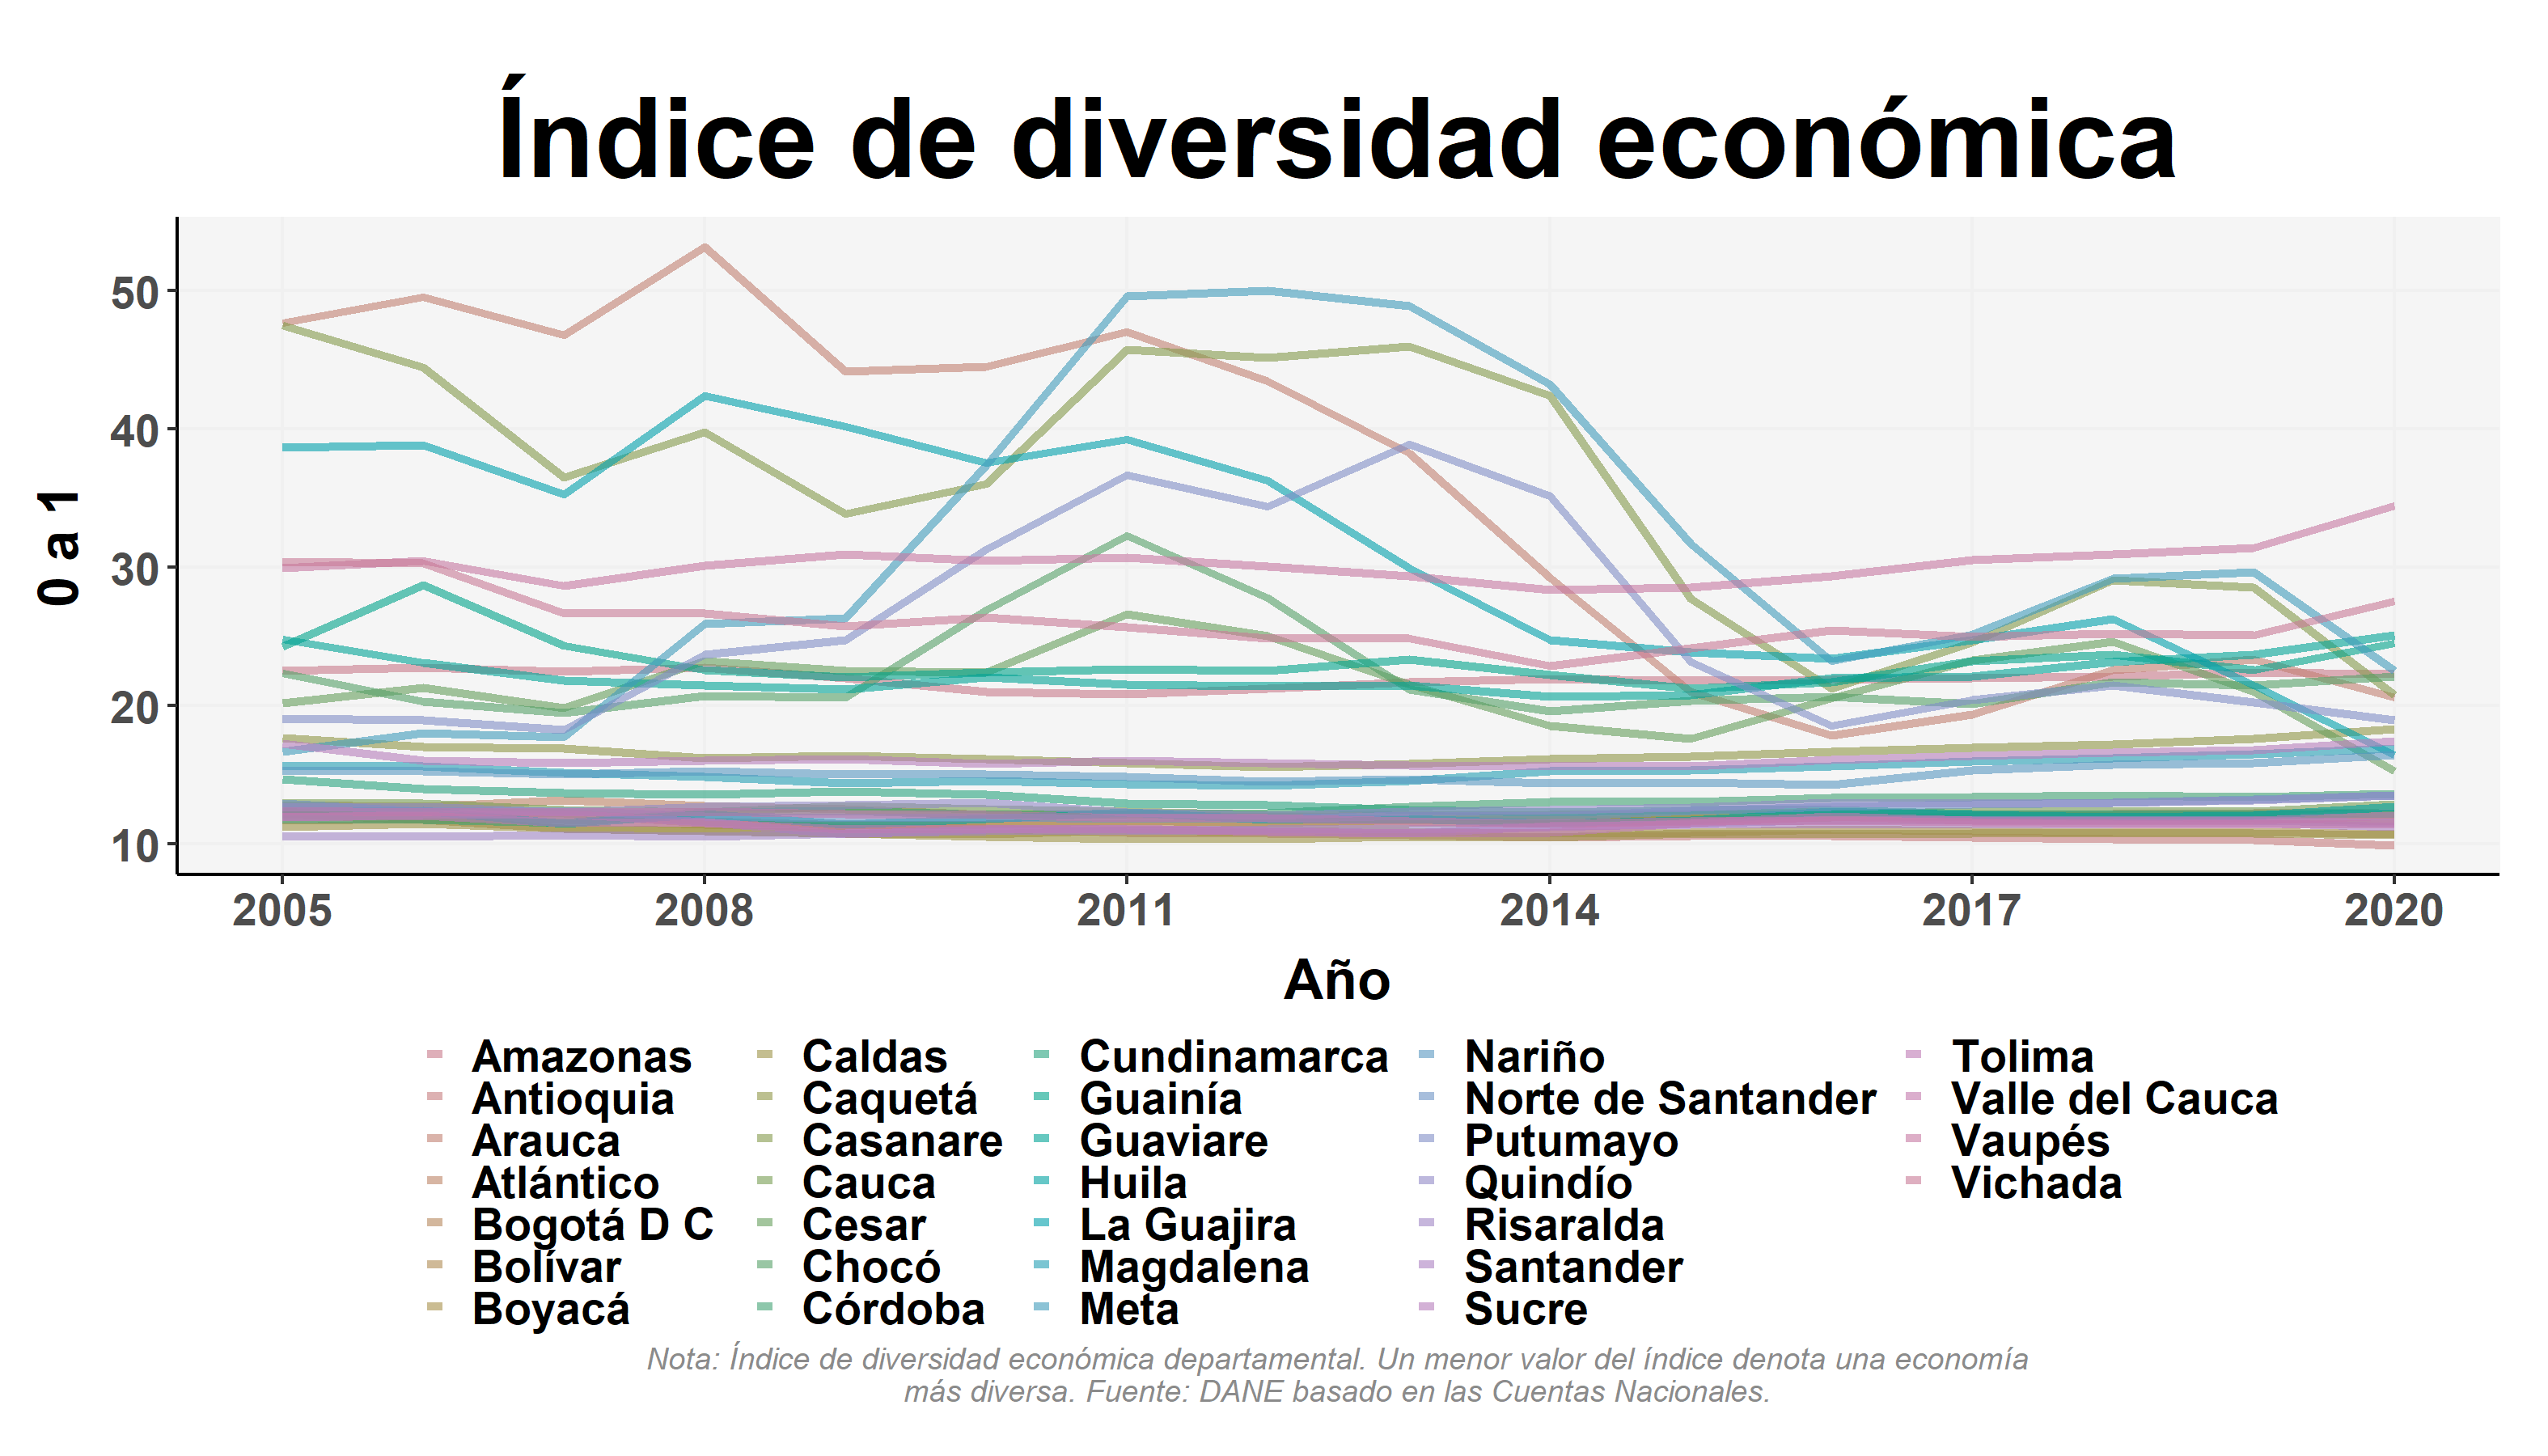 Índice de diversidad económica
0 a 1
50
40
30
20
10
2005 2008 2011 2014 2017 2020
Año
Amazonas Caldas Cundinamarca Nariño Tolima
Antioquia Caquetá Guainía Norte de Santander Valle del Cauca
Arauca Casanare Guaviare Putumayo Vaupés
Atlántico Cauca Huila Quindío Vichada
Bogotá D C Cesar La Guajira Risaralda
Bolívar Chocó Magdalena Santander
Boyacá Córdoba Meta Sucre
Nota: Índice de diversidad económica departamental. Un menor valor del índice denota una economía
más diversa. Fuente: DANE basado en las Cuentas Nacionales.